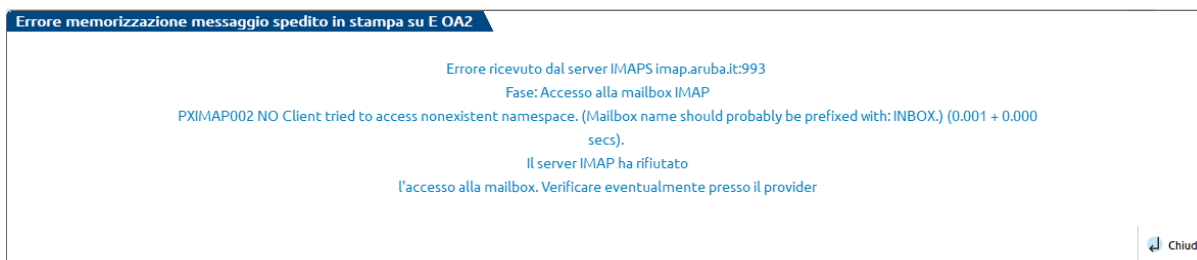 Errore memorizzazione messaggio spedito in stampa su E OA2
Errore ricevuto dal server IMAPS imap.aruba.it:993
Fase: Accesso alla mailbox IMAP
PXIMAP002 NO Client tried to access nonexistent namespace. (Mailbox name should probably be prefixed with: INBOX.) (0.001 + 0.000
secs).
Il server IMAP ha rifiutato
l'accesso alla mailbox. Verificare eventualmente presso il provider
Chiud